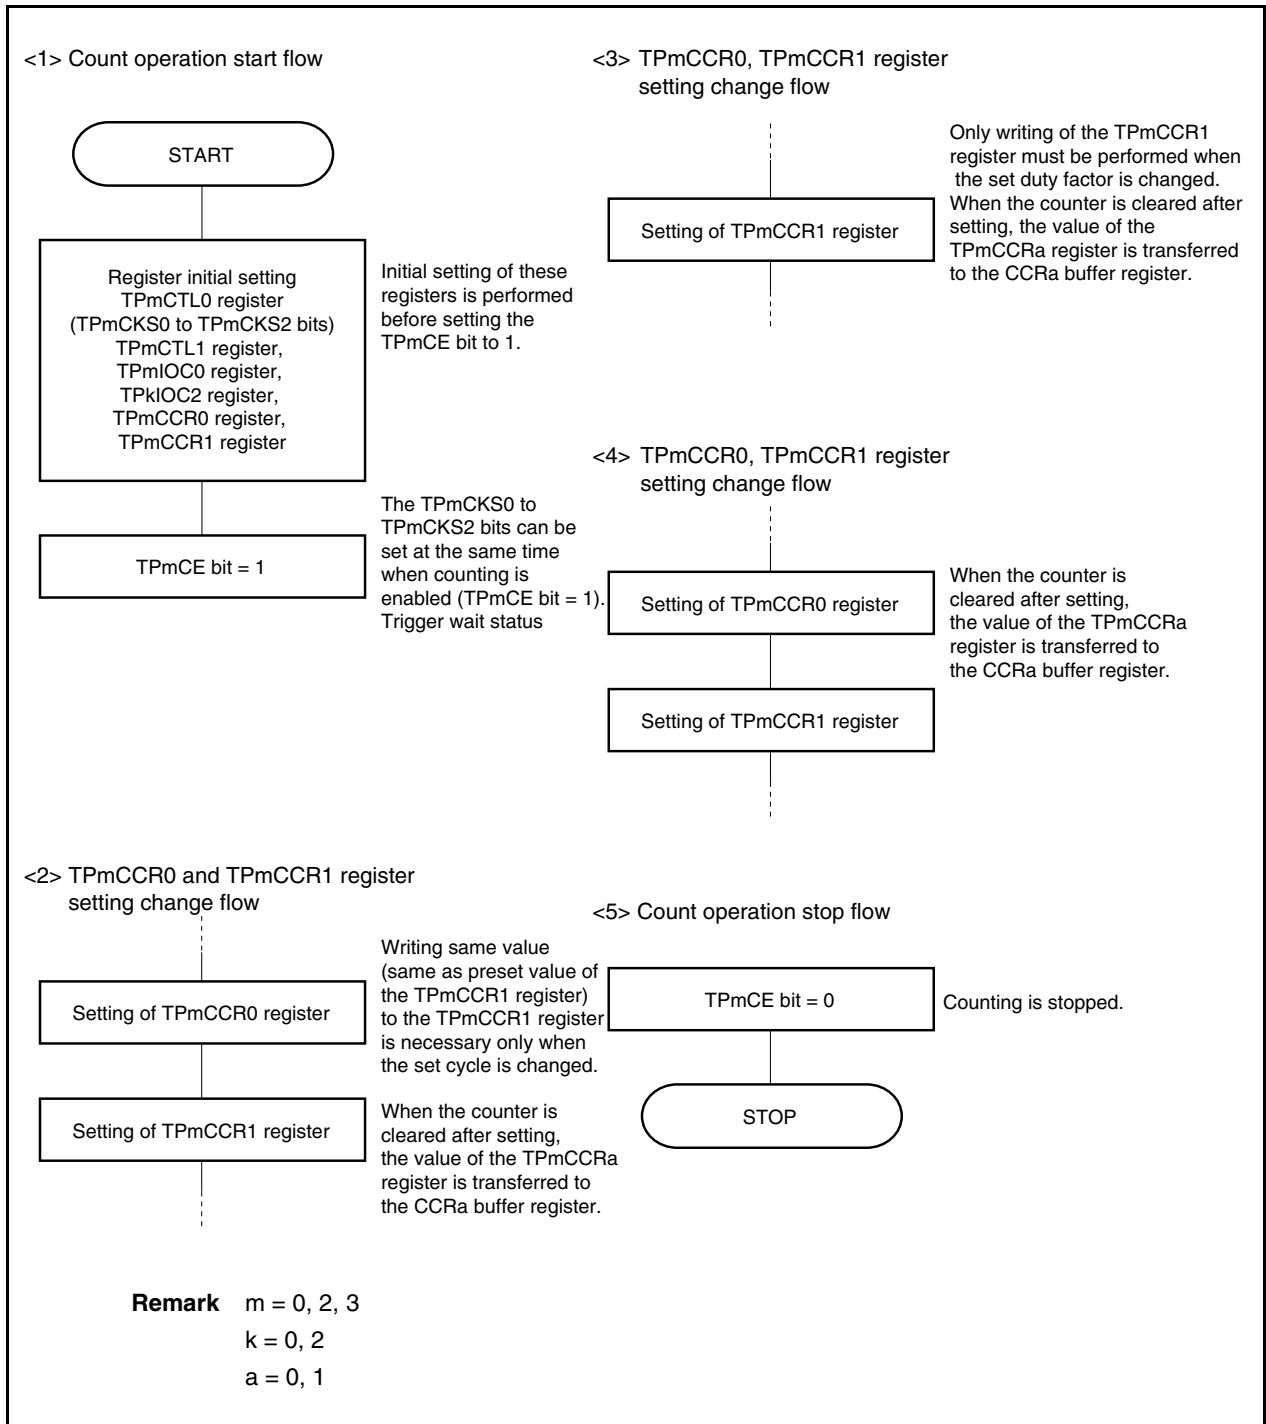 <1> Count operation start flow
START
Register initial setting
TPmCTL0 register
(TPmCKS0 to TPmCKS2 bits)
TPmCTL1 register,
TPmIOC0 register,
TPkIOC2 register,
TPmCCR0 register,
TPmCCR1 register
Initial setting of these
registers is performed
before setting the
TPmCE bit to 1.
TPmCE bit = 1
The TPmCKS0 to
TPmCKS2 bits can be
set at the same time
when counting is
enabled (TPmCE bit = 1).
Trigger wait status
<2> TPmCCR0 and TPmCCR1 register
setting change flow
Setting of TPmCCR0 register
Writing same value
(same as preset value of
the TPmCCR1 register)
to the TPmCCR1 register
is necessary only when
the set cycle is changed.
Setting of TPmCCR1 register
When the counter is
cleared after setting,
the value of the TPmCCRa
register is transferred to
the CCRa buffer register.
<3> TPmCCR0, TPmCCR1 register
setting change flow
Setting of TPmCCR1 register
Only writing of the TPmCCR1
register must be performed when
the set duty factor is changed.
When the counter is cleared after
setting, the value of the
TPmCCRa register is transferred
to the CCRa buffer register.
<4> TPmCCR0, TPmCCR1 register
setting change flow
Setting of TPmCCR0 register
When the counter is
cleared after setting,
the value of the TPmCCRa
register is transferred to
the CCRa buffer register.
Setting of TPmCCR1 register
<5> Count operation stop flow
TPmCE bit = 0
Counting is stopped.
STOP
Remark m = 0, 2, 3
k = 0, 2
a = 0, 1